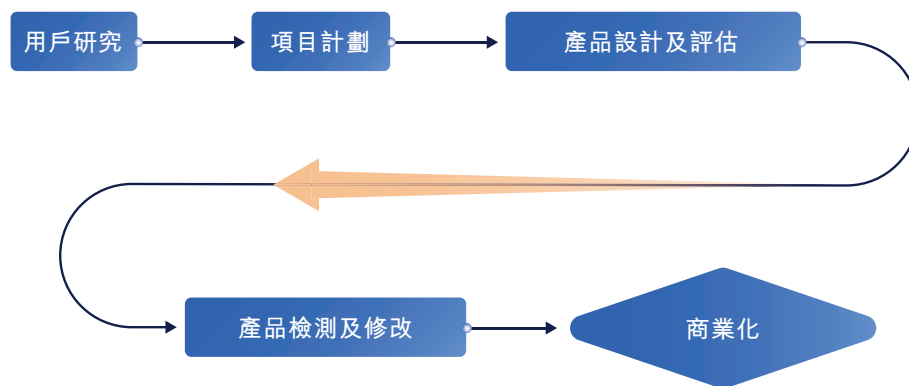 用戶研究
項目計劃
產品設計及評估
產品檢測及修改
商業化